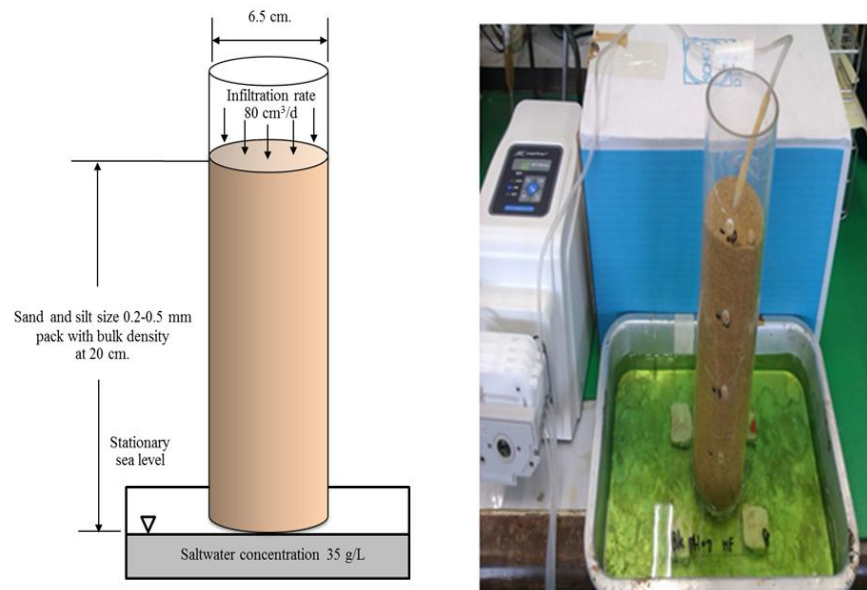 6.5 cm.
Infiltration rate
80 cm³/d
Sand and silt size 0.2-0.5 mm
pack with bulk density
at 20 cm.
Stationary
sea level
Saltwater concentration 35 g/L
SCHOTT